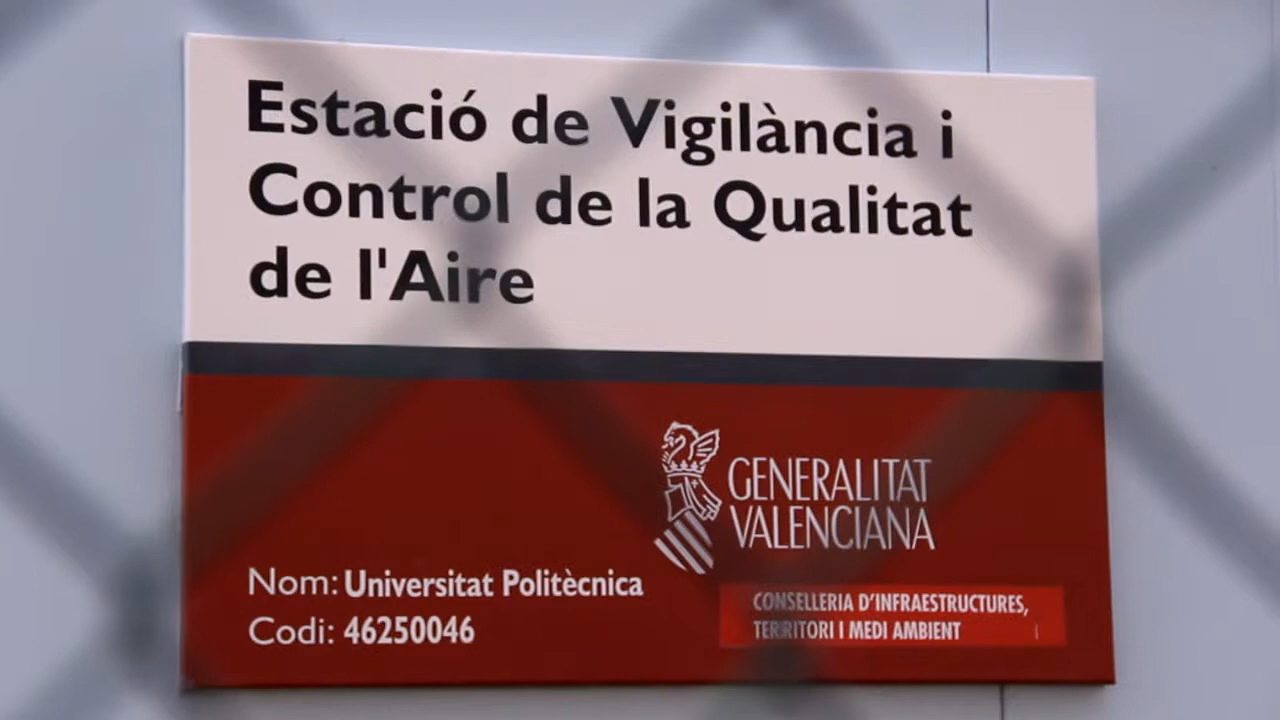 Estació de Vigilància i
Control de la Qualitat
de l'Aire
GENERALITAT
VALENCIANA
Nom: Universitat Politècnica
Codi: 46250046
CONSELLERIA D'INFRAESTRUCTURES,
TERRITORI I MEDI AMBIENT